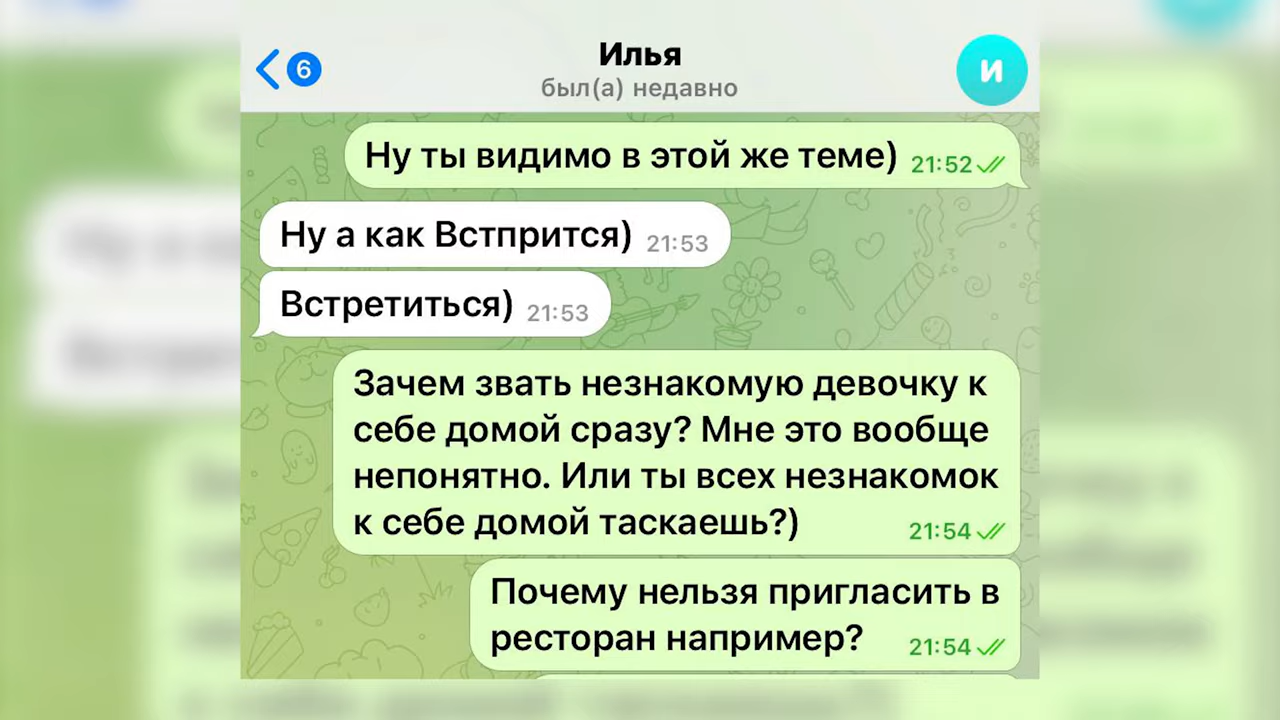 6
Илья
был(а) недавно
И
Ну ты видимо в этой же теме) 21:52
Ну а как Встпрится) 21:53
Встретиться) 21:53
Зачем звать незнакомую девочку к
себе домой сразу? Мне это вообще
непонятно. Или ты всех незнакомок
к себе домой таскаешь?) 21:54
Почему нельзя пригласить в
ресторан например? 21:54